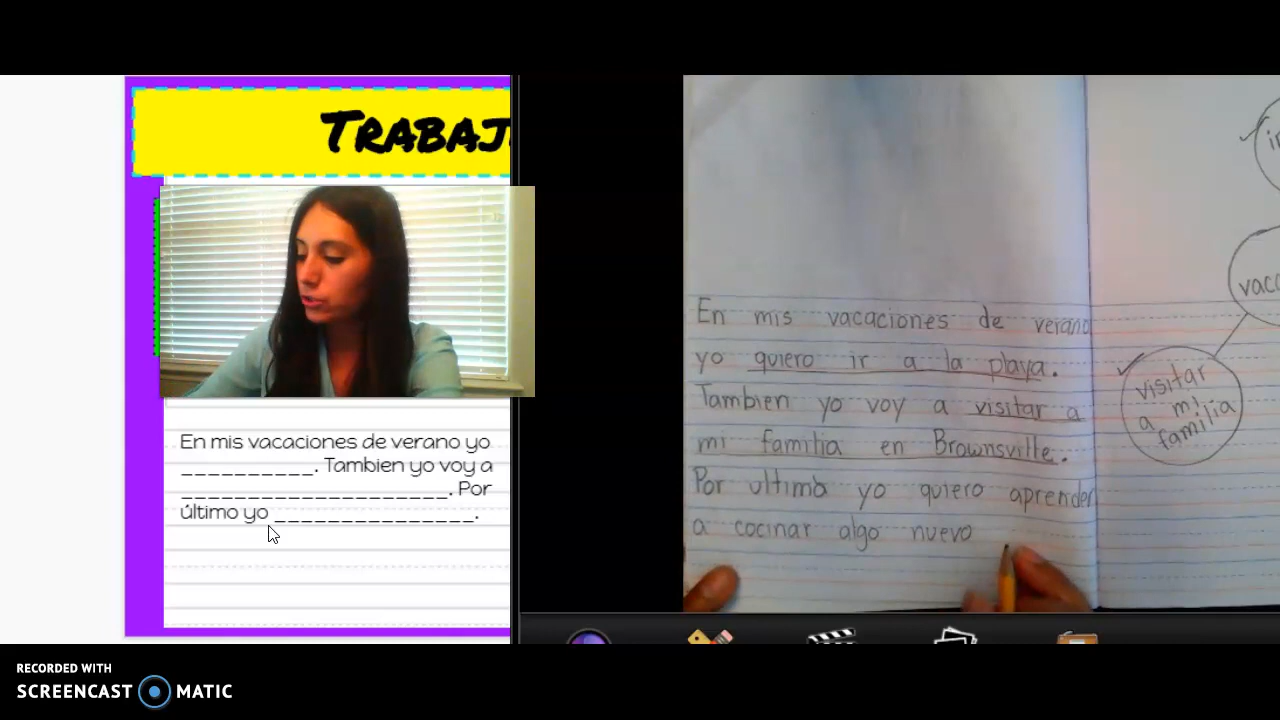 TRABAJ
En mis vacaciones de verano yo
__________. Tambien yo voy a
____________________. Por
último yo _______________.
En mis vacaciones de verano
yo quiero ir a la playa.
Tambien yo voy a visitar a
mi familia en Brownsville.
Por ultimo yo quiero aprender
a cocinar algo nuevo
visitar
a mi
familia
RECORDED WITH
SCREENCAST MATIC